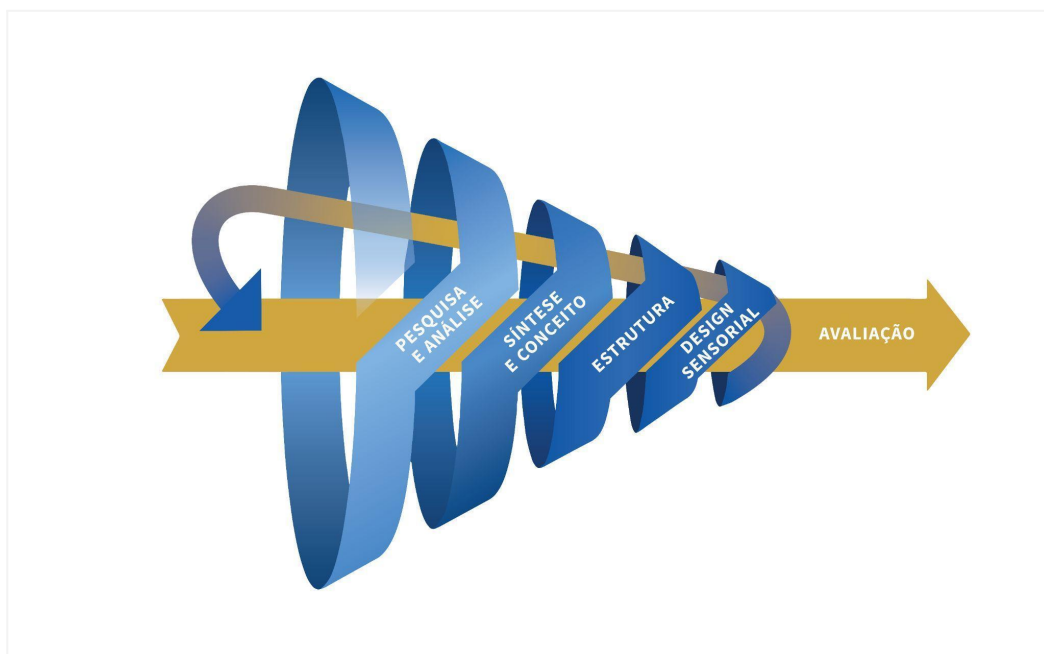 PESQUISA
E ANÁLISE
SÍNTESE
E CONCEITO
ESTRUTURA
DESIGN
SENSORIAL
AVALIAÇÃO